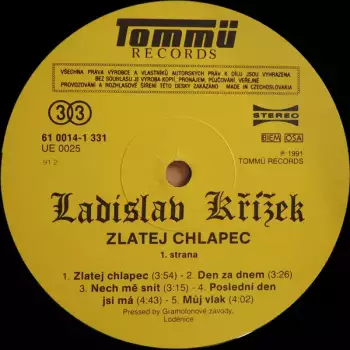 Tommü
RECORDS
VŠECHNA PRÁVA VÝROBCE A VLASTNÍKŮ AUTORSKÝCH PRÁV K DÍLU JSOU VYHRAZENA
BEZ SOUHLASU JE VÝROBA KOPIÍ, PRONÁJEM, PŮJČOVÁNÍ VEŘEJNÉ
PROVOZOVÁNÍ A ROZHLASOVÉ ŠÍŘENÍ TÉTO DESKY ZAKÁZÁNO MADE IN CZECHOSLOVAKIA
33
STEREO
61 0014-1 331
UE 0025
BIEM OSA
91 2
℗ 1991
TOMMÜ RECORDS
Ladislav Křížek
ZLATEJ CHLAPEC
1. strana
1. Zlatej chlapec (3:54) - 2. Den za dnem (3:26)
3. Nech mě snít (3:15) - 4. Poslední den
jsi má (4:43) - 5. Můj vlak (4:02)
Pressed by Gramofonové závody,
Loděnice